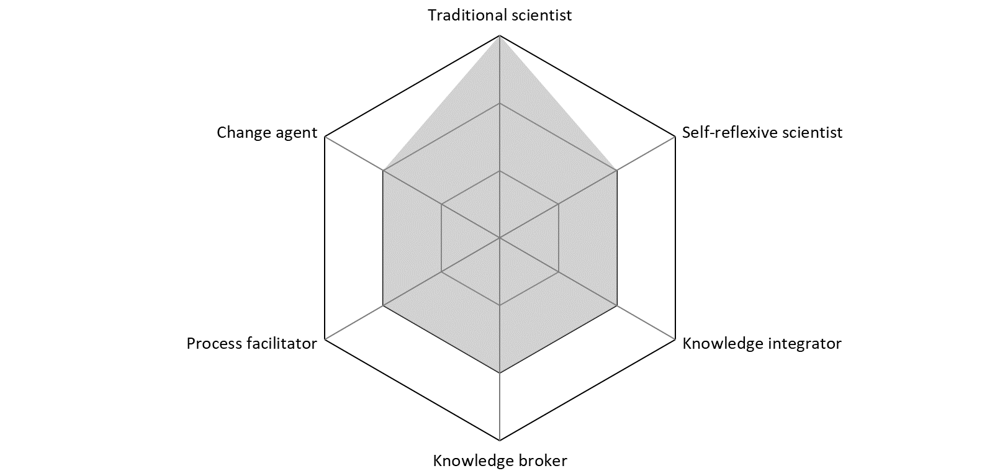 Traditional scientist
Change agent
Self-reflexive scientist
Process facilitator
Knowledge integrator
Knowledge broker